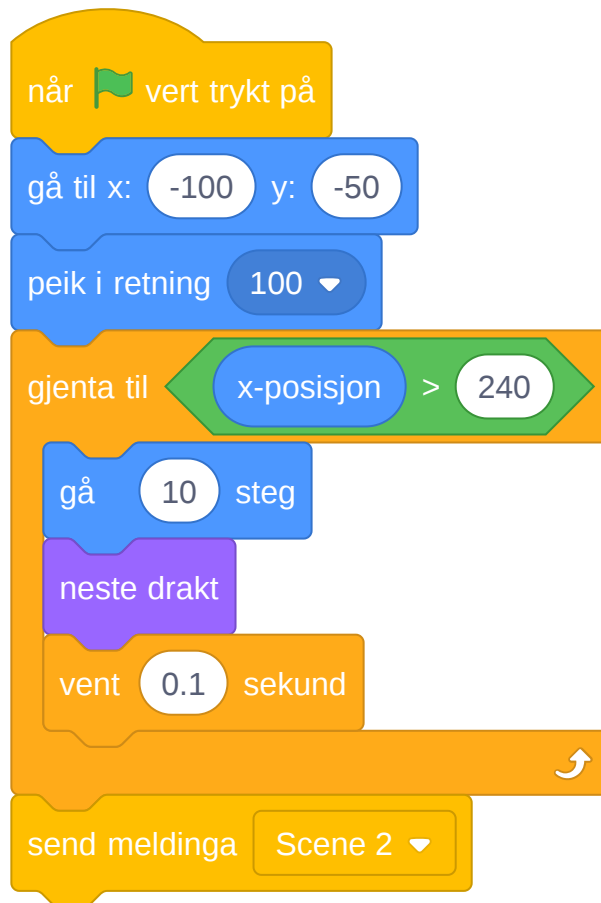 når vert trykt på
gå til x: -100 y: -50
peik i retning 100
gjenta til x-posisjon > 240
gå 10 steg
neste drakt
vent 0.1 sekund
send meldinga Scene 2